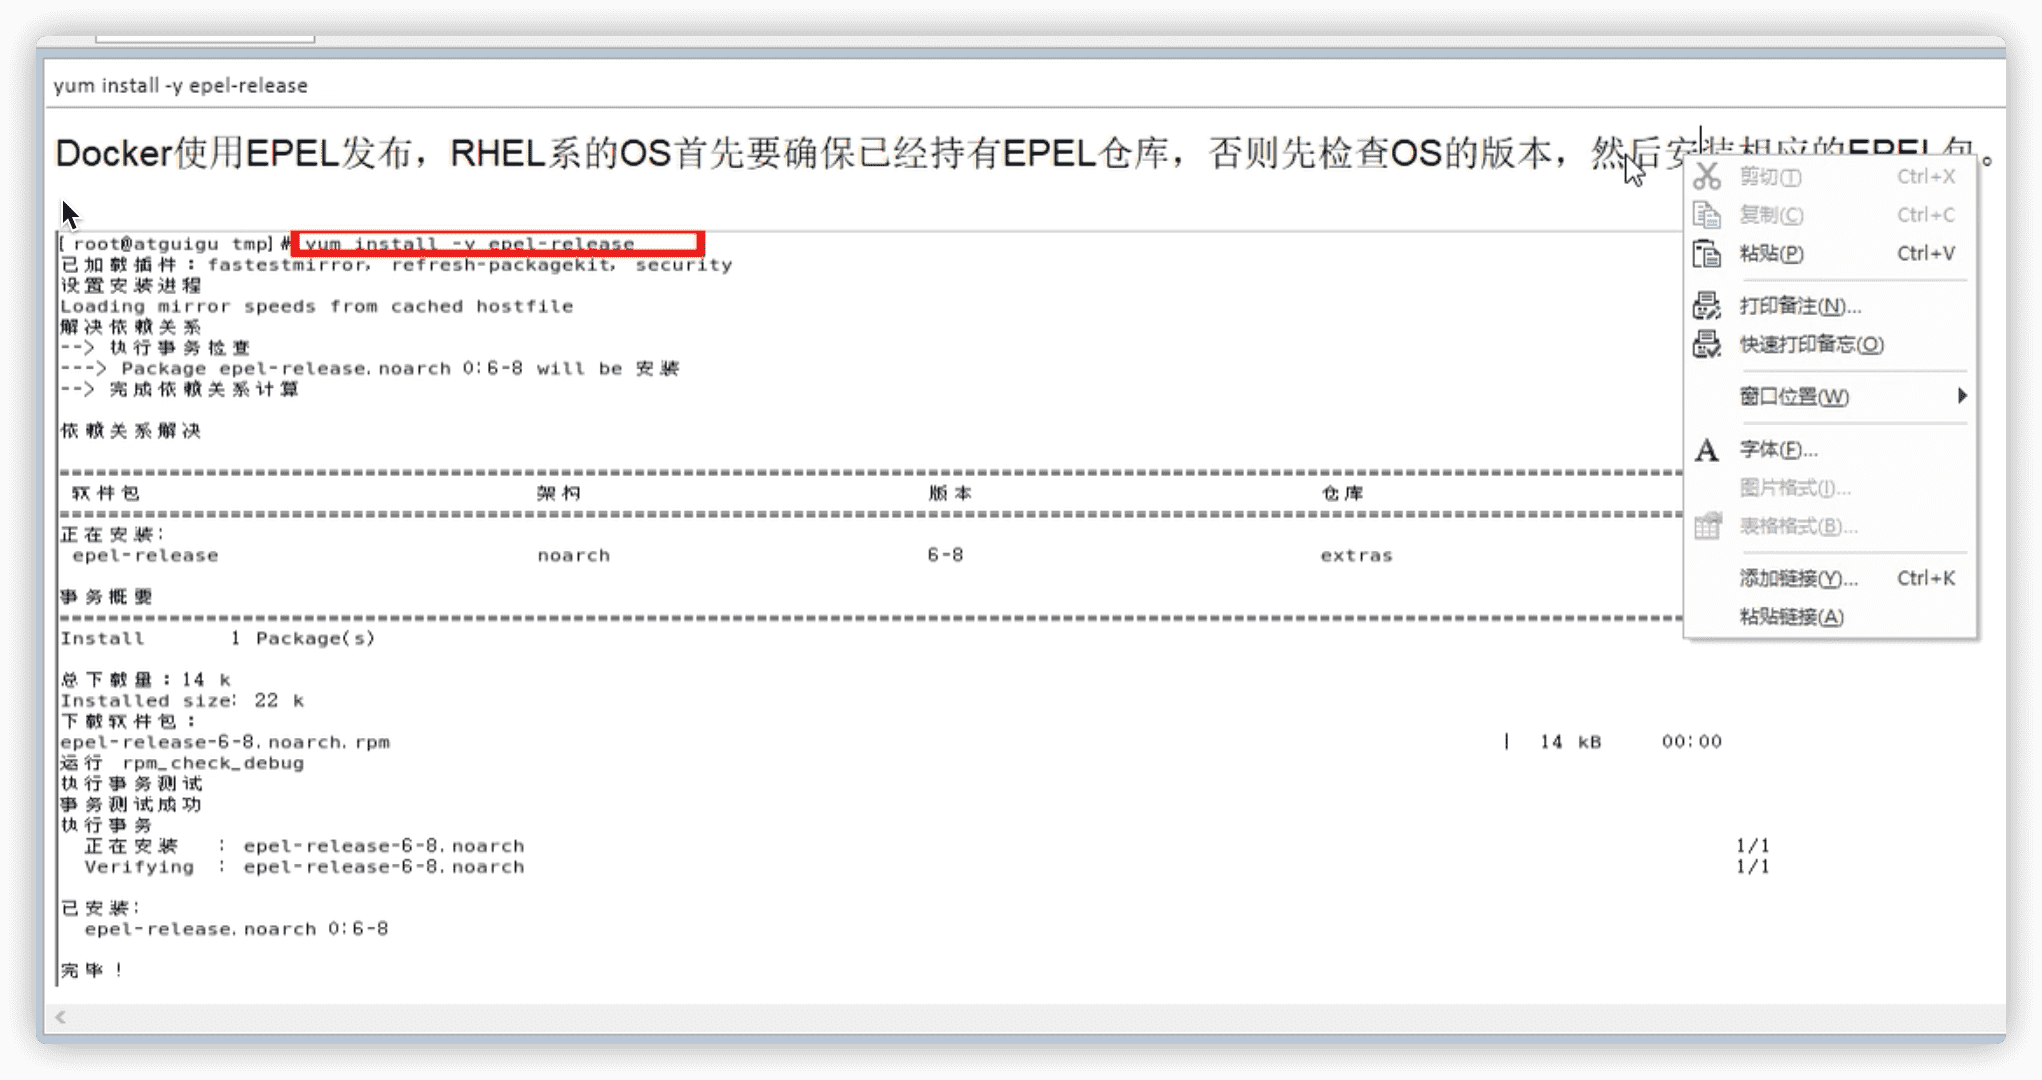 yum install -y epel-release
Docker使用EPEL发布，RHEL系的OS首先要确保已经持有EPEL仓库，否则先检查OS的版本，然后安装相应的EPEL包。
[root@atguigu tmp]# yum install -y epel-release
已加载插件：fastestmirror, refresh-packagekit, security
设置安装进程
Loading mirror speeds from cached hostfile
解决依赖关系
--> 执行事务检查
---> Package epel-release.noarch 0:6-8 will be 安装
--> 完成依赖关系计算
依赖关系解决
软件包 架构 版本 仓库
正在安装:
epel-release noarch 6-8 extras
事务概要
Install 1 Package(s)
总下载量：14 k
Installed size: 22 k
下载软件包：
epel-release-6-8.noarch.rpm | 14 kB 00:00
运行 rpm_check_debug
执行事务测试
事务测试成功
执行事务
正在安装 : epel-release-6-8.noarch 1/1
Verifying : epel-release-6-8.noarch 1/1
已安装:
epel-release.noarch 0:6-8
完毕！
剪切(T) Ctrl+X
复制(C) Ctrl+C
粘贴(P) Ctrl+V
打印备注(N)...
快速打印备忘(O)
窗口位置(W)
字体(F)...
图片格式(I)...
表格格式(B)...
添加链接(Y)... Ctrl+K
粘贴链接(A)